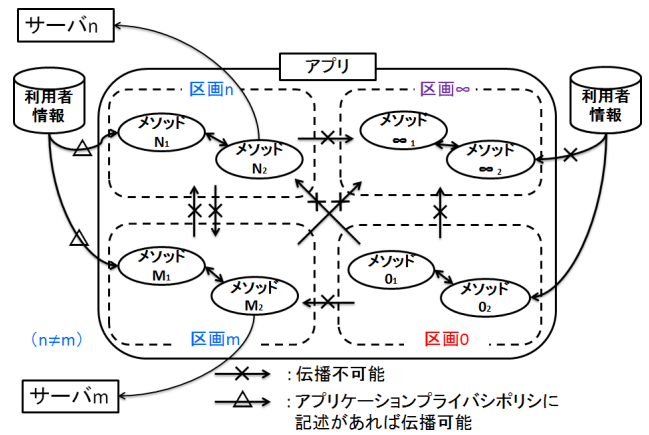 サーバn
アプリ
利用者
情報
区画n
区画∞
利用者
情報
メソッド
N1
メソッド
N2
メソッド
∞1
メソッド
∞2
メソッド
M1
メソッド
M2
メソッド
01
メソッド
02
(n≠m)
区画m
区画0
サーバm
:伝播不可能
:アプリケーションプライバシポリシに
記述があれば伝播可能